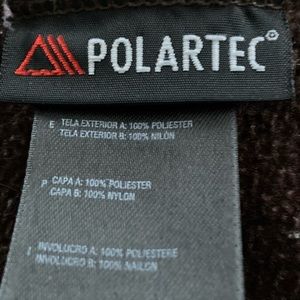 POLARTEC®
E TELA EXTERIOR A: 100% POLIESTER
TELA EXTERIOR B: 100% NILÓN
P CAPA A: 100% POLIESTER
CAPA B: 100% NYLON
I INVOLUCRO A: 100% POLIESTERE
INVOLUCRO B: 100% NAILON